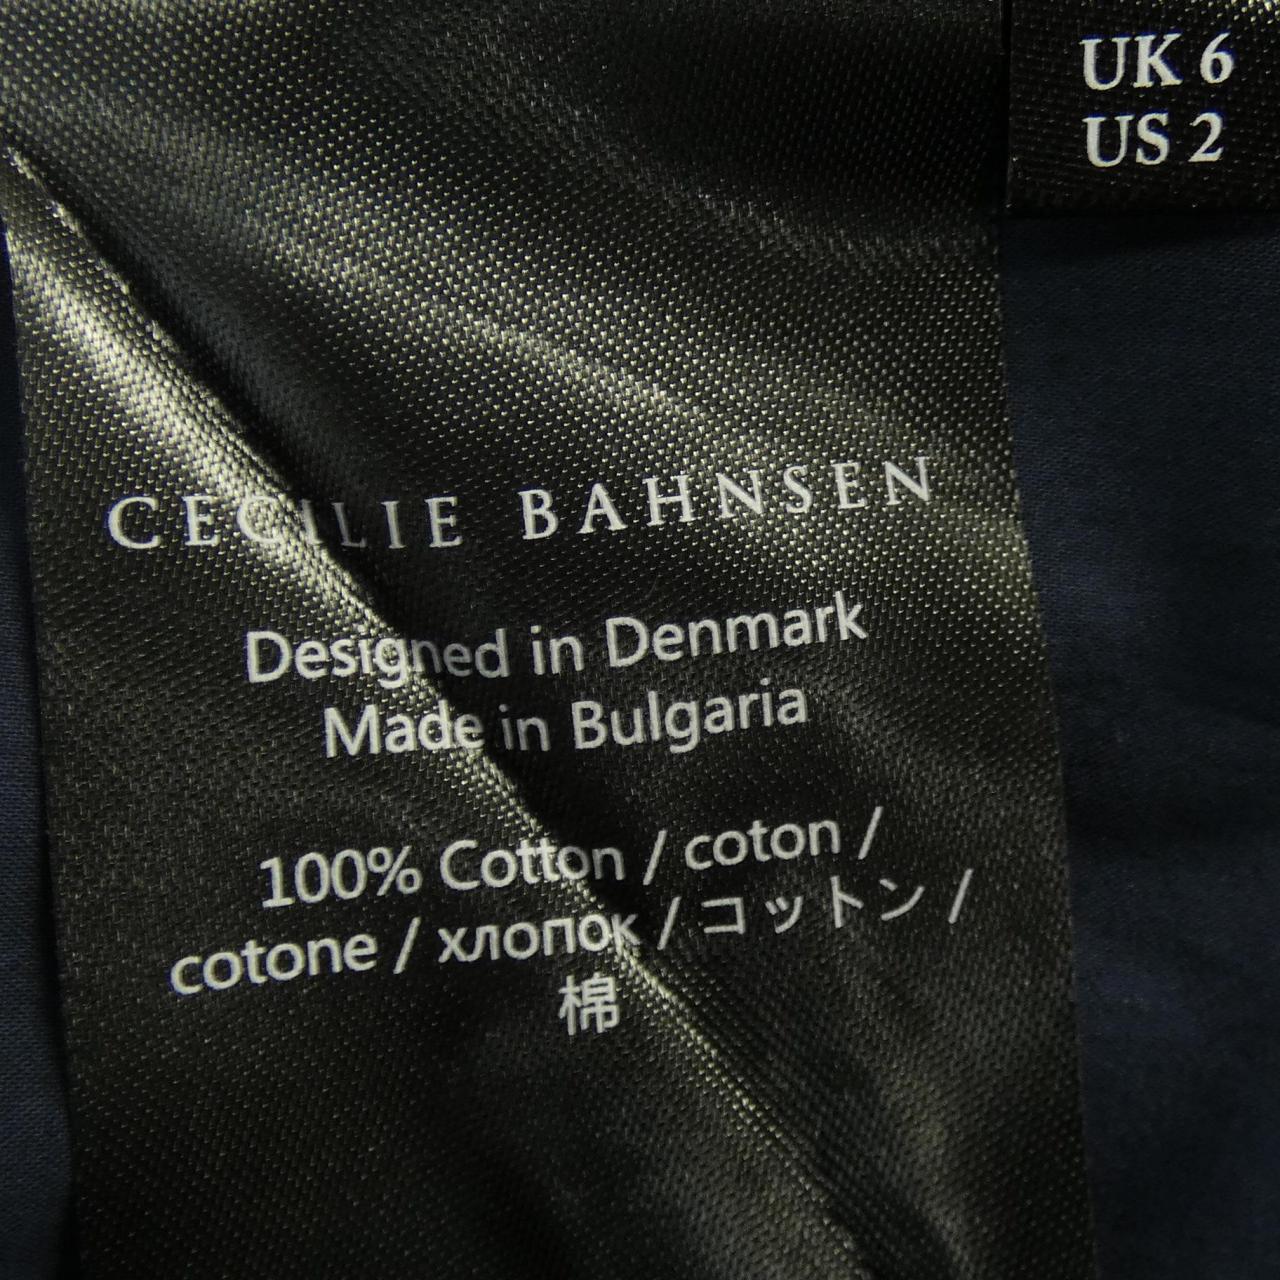 UK 6
US 2
CECILIE BAHNSEN
Designed in Denmark
Made in Bulgaria
100% Cotton / coton /
cotone / хлопок / コットン /
棉